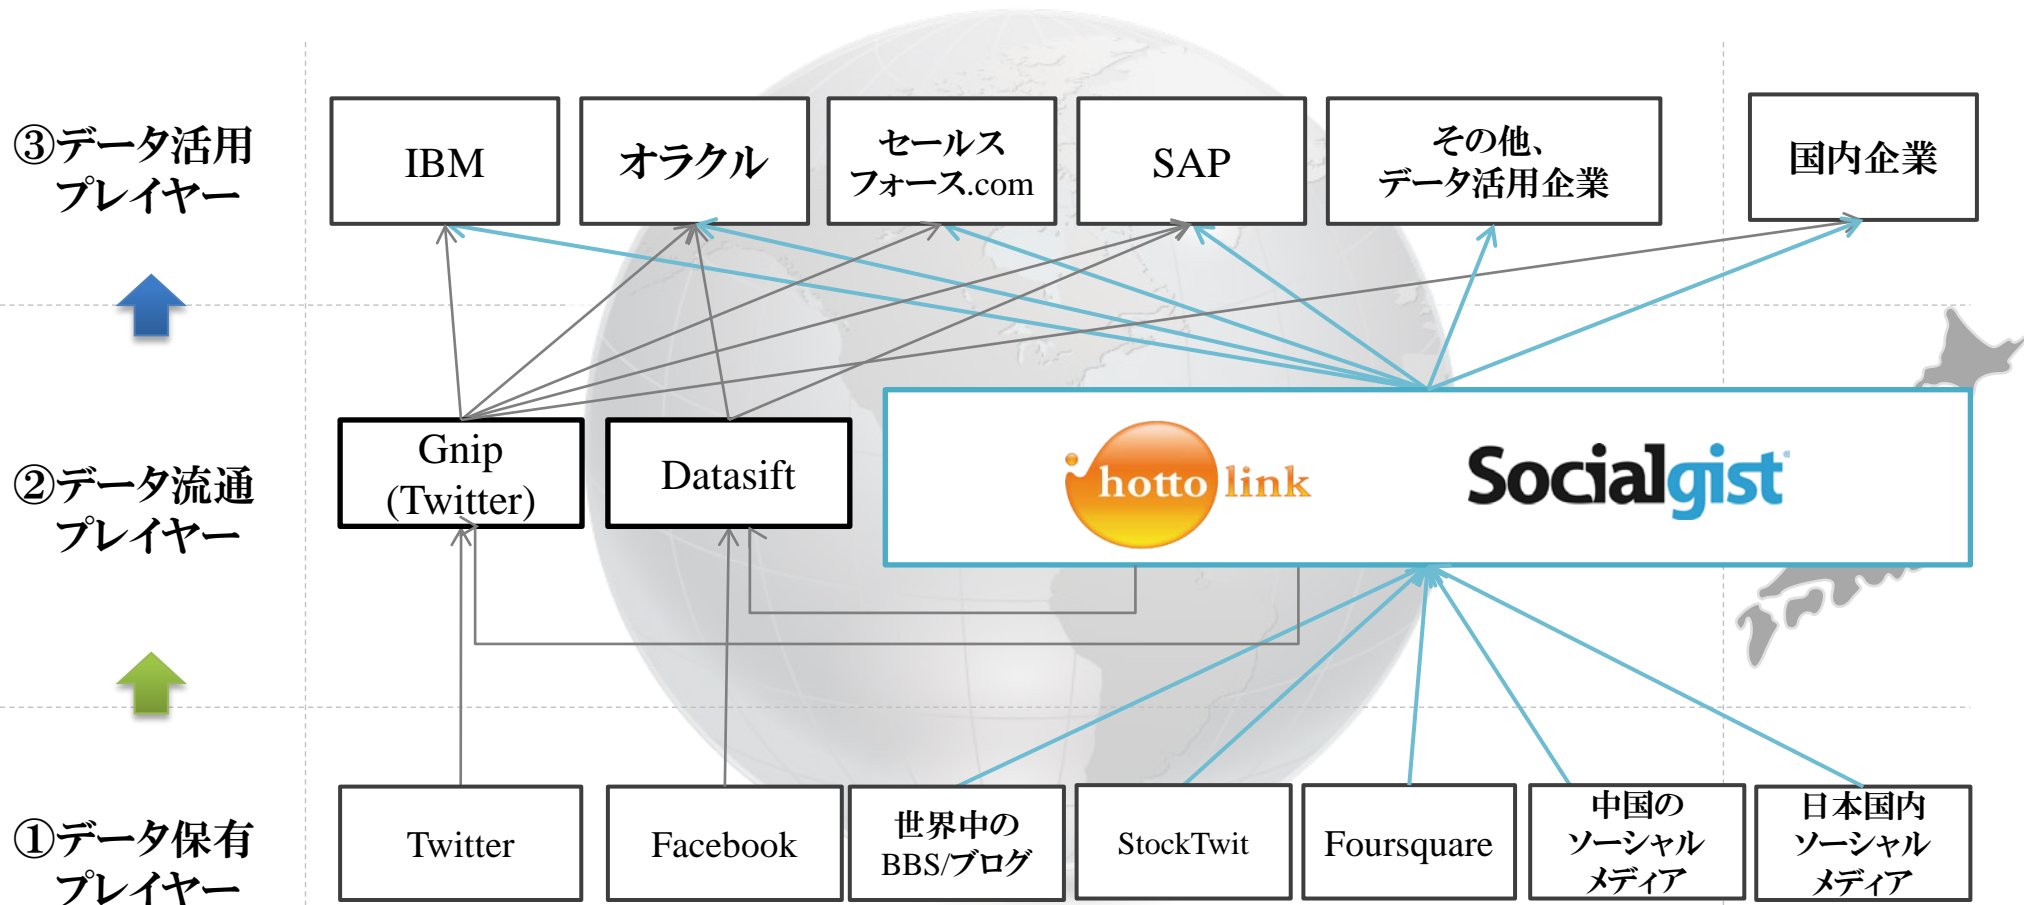 ③データ活用
プレイヤー
IBM
オラクル
セールス
フォース.com
SAP
その他、
データ活用企業
国内企業
②データ流通
プレイヤー
Gnip
(Twitter)
Datasift
hotto link
Socialgist
①データ保有
プレイヤー
Twitter
Facebook
世界中の
BBS/ブログ
StockTwit
Foursquare
中国の
ソーシャル
メディア
日本国内
ソーシャル
メディア